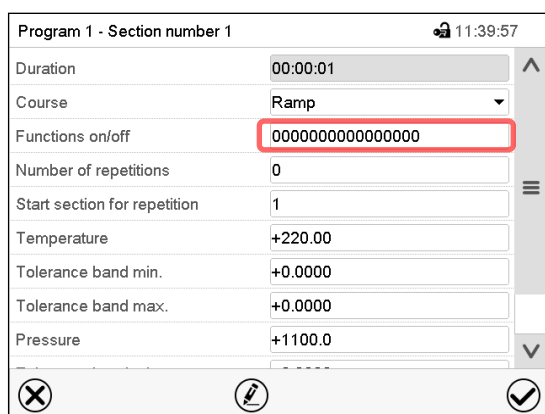 Program 1 - Section number 1 11:39:57
Duration 00:00:01
Course Ramp
Functions on/off 0000000000000000
Number of repetitions 0
Start section for repetition 1
Temperature +220.00
Tolerance band min. +0.0000
Tolerance band max. +0.0000
Pressure +1100.0